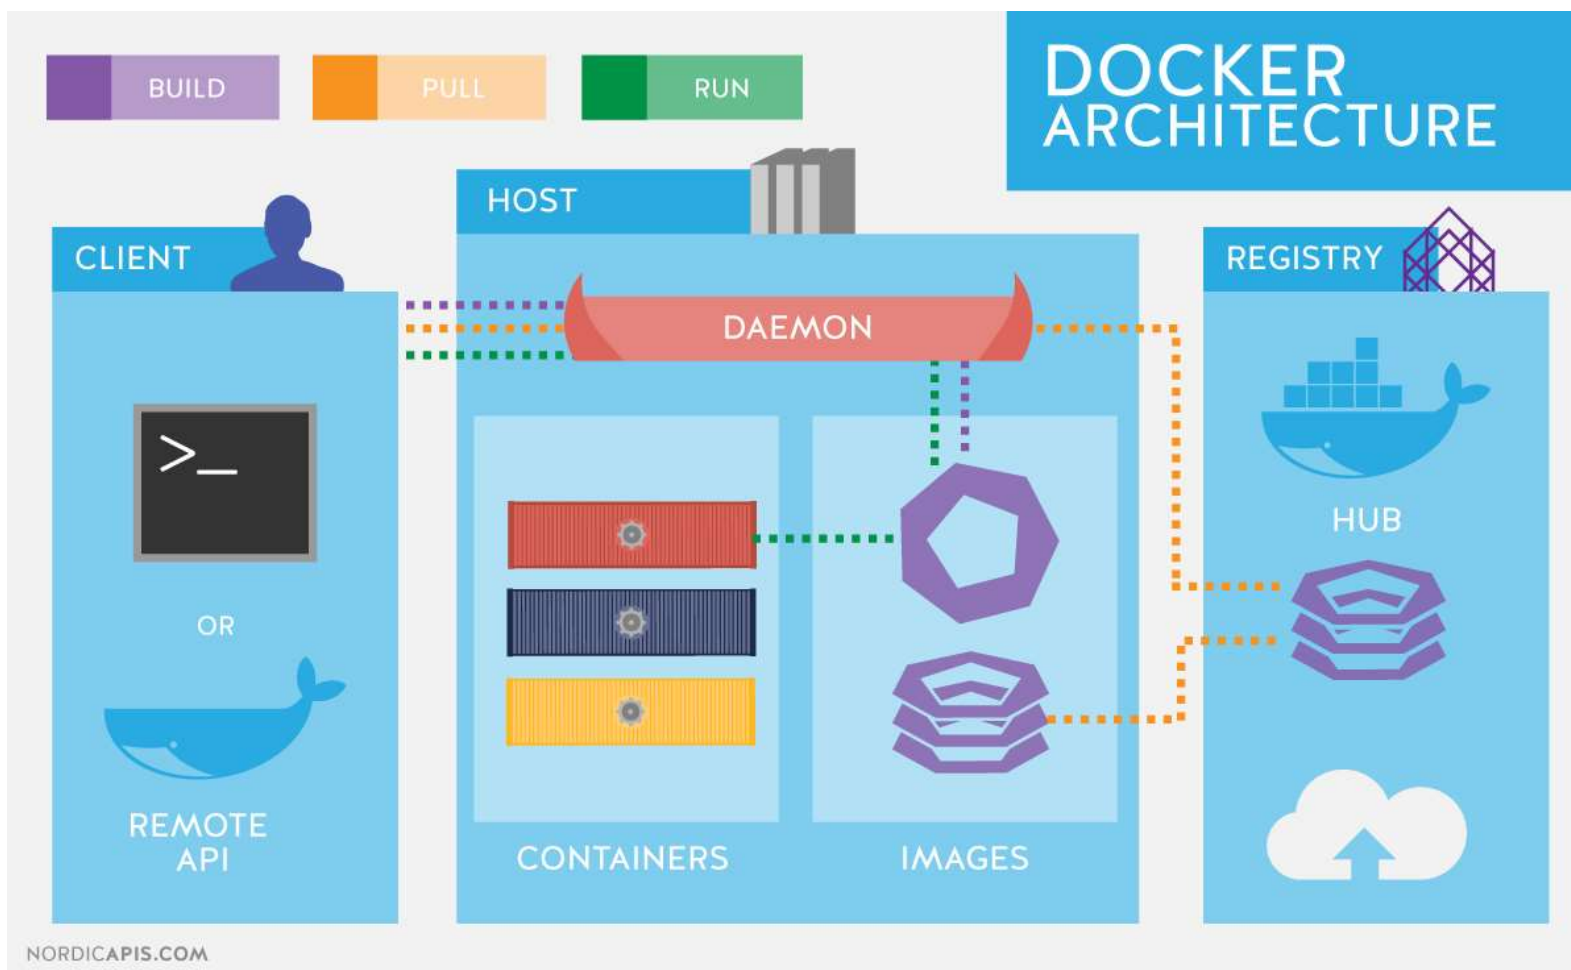 BUILD
PULL
RUN
DOCKER
ARCHITECTURE
HOST
CLIENT
REGISTRY
DAEMON
>_
HUB
OR
REMOTE
API
CONTAINERS
IMAGES
NORDICAPIS.COM